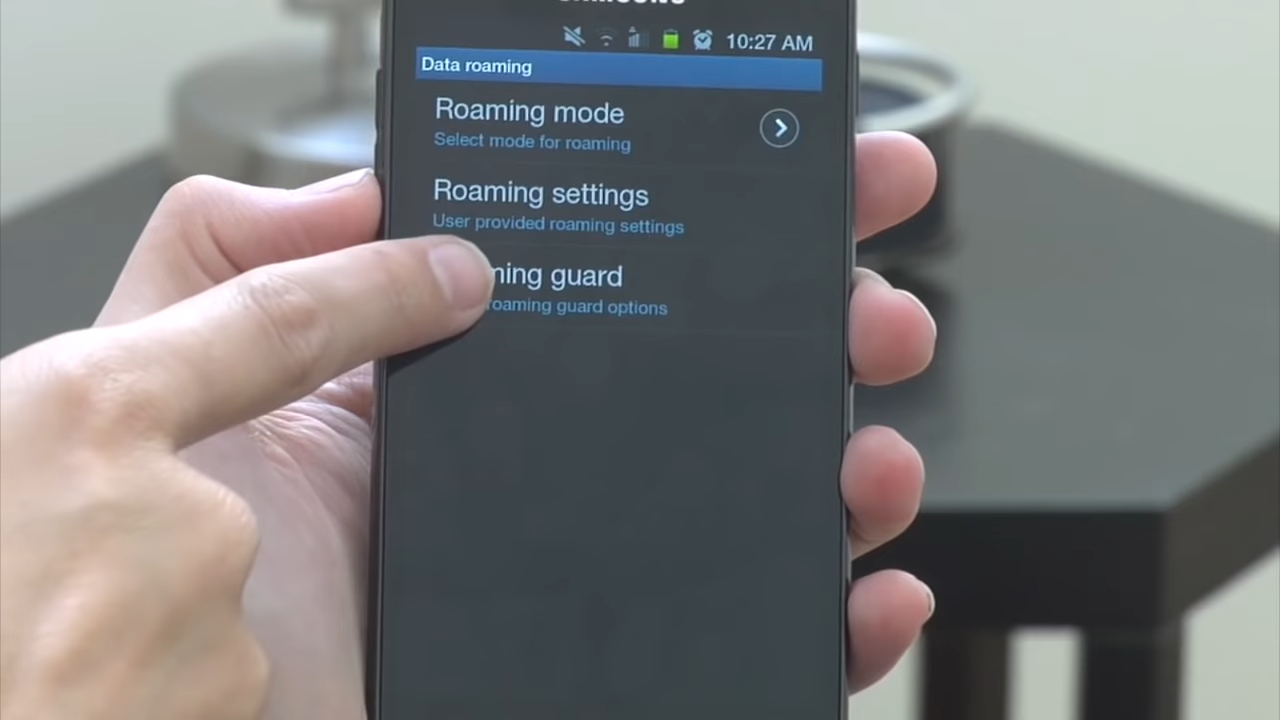 10:27 AM
Data roaming
Roaming mode
Select mode for roaming
Roaming settings
User provided roaming settings
guard
roaming guard options